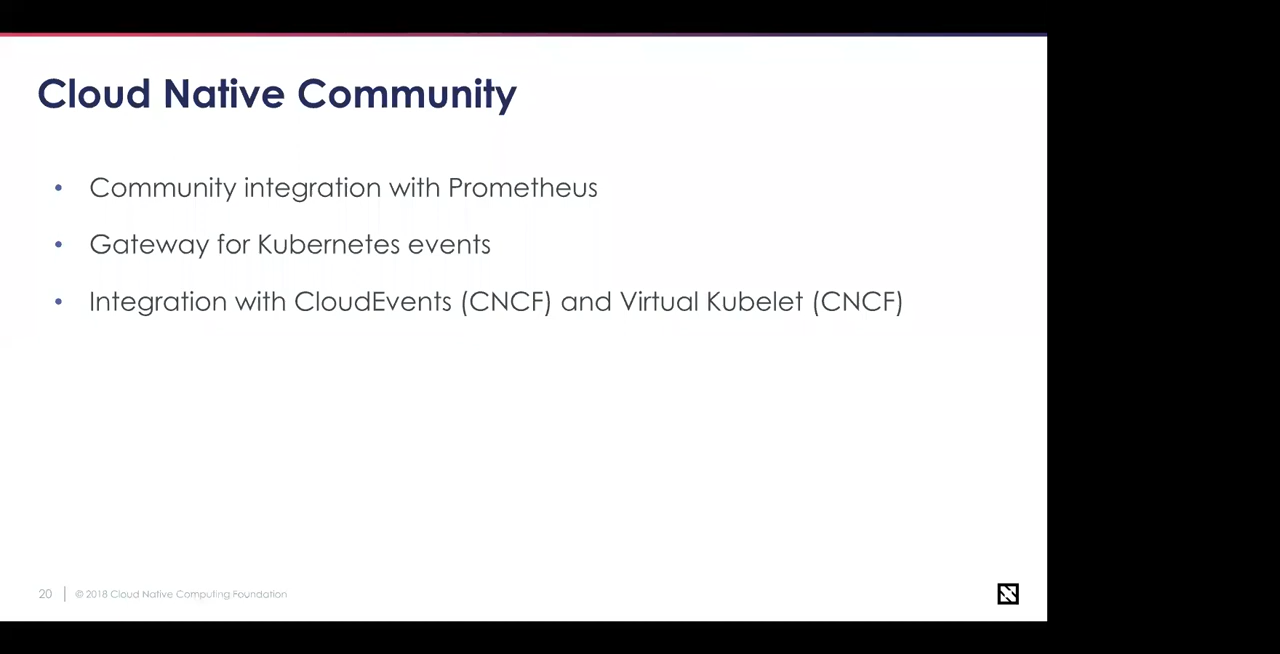 Cloud Native Community
• Community integration with Prometheus
• Gateway for Kubernetes events
• Integration with CloudEvents (CNCF) and Virtual Kubelet (CNCF)
20 | © 2018 Cloud Native Computing Foundation